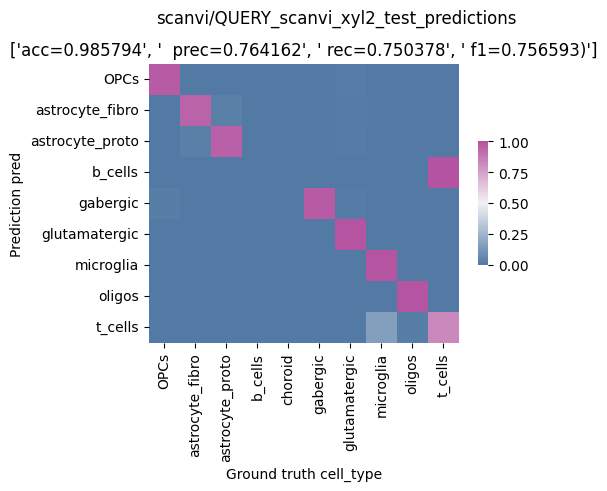 scanvi/QUERY_scanvi_xyl2_test_predictions
['acc=0.985794', '  prec=0.764162', ' rec=0.750378', ' f1=0.756593)']
OPCs
astrocyte_fibro
astrocyte_proto
b_cells
gabergic
glutamatergic
microglia
oligos
t_cells
Prediction pred
1.00
0.75
0.50
0.25
0.00
OPCs
astrocyte_fibro
astrocyte_proto
b_cells
choroid
gabergic
glutamatergic
microglia
oligos
t_cells
Ground truth cell_type